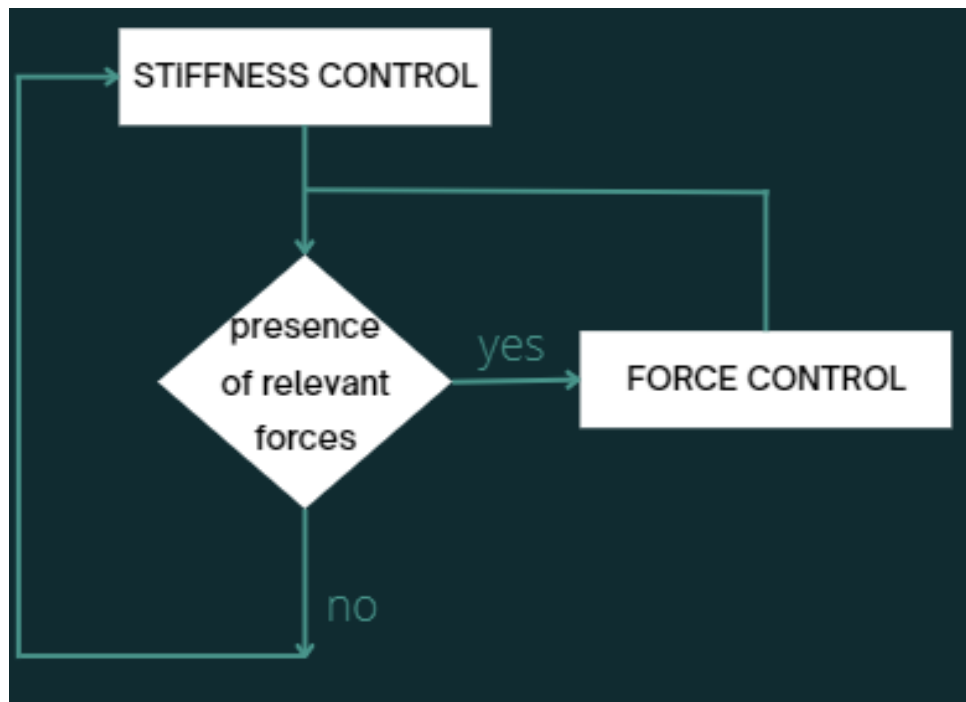 STIFFNESS CONTROL
presence
of relevant
forces
yes
FORCE CONTROL
no